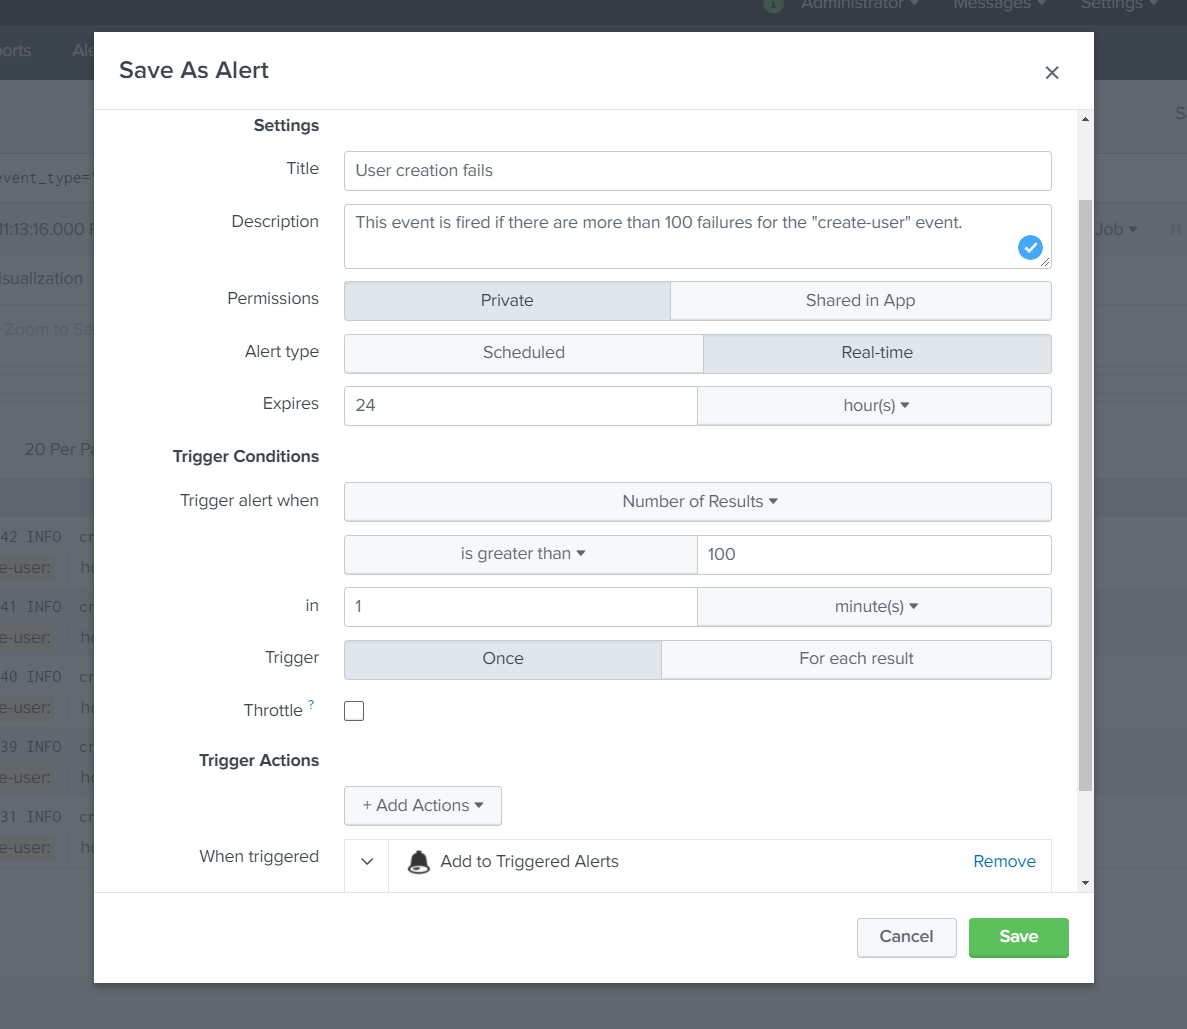 Administrator Messages Settings
Save As Alert
Settings
Title User creation fails
event_type="
Description This event is fired if there are more than 100 failures for the "create-user" event.
11:13:16.000 Job
Permissions Private Shared in App
Alert type Scheduled Real-time
Zoom to Se
Expires 24 hour(s)
20 Per Pa
Trigger Conditions
Trigger alert when Number of Results
42 INFO cr
is greater than 100
e-user: ho
in 1 minute(s)
41 INFO cr
e-user: ho
Trigger Once For each result
40 INFO cr
e-user: ho
Throttle ?
39 INFO cr
Trigger Actions
e-user: ho
+ Add Actions
31 INFO cr
e-user: ho
When triggered Add to Triggered Alerts Remove
Cancel Save